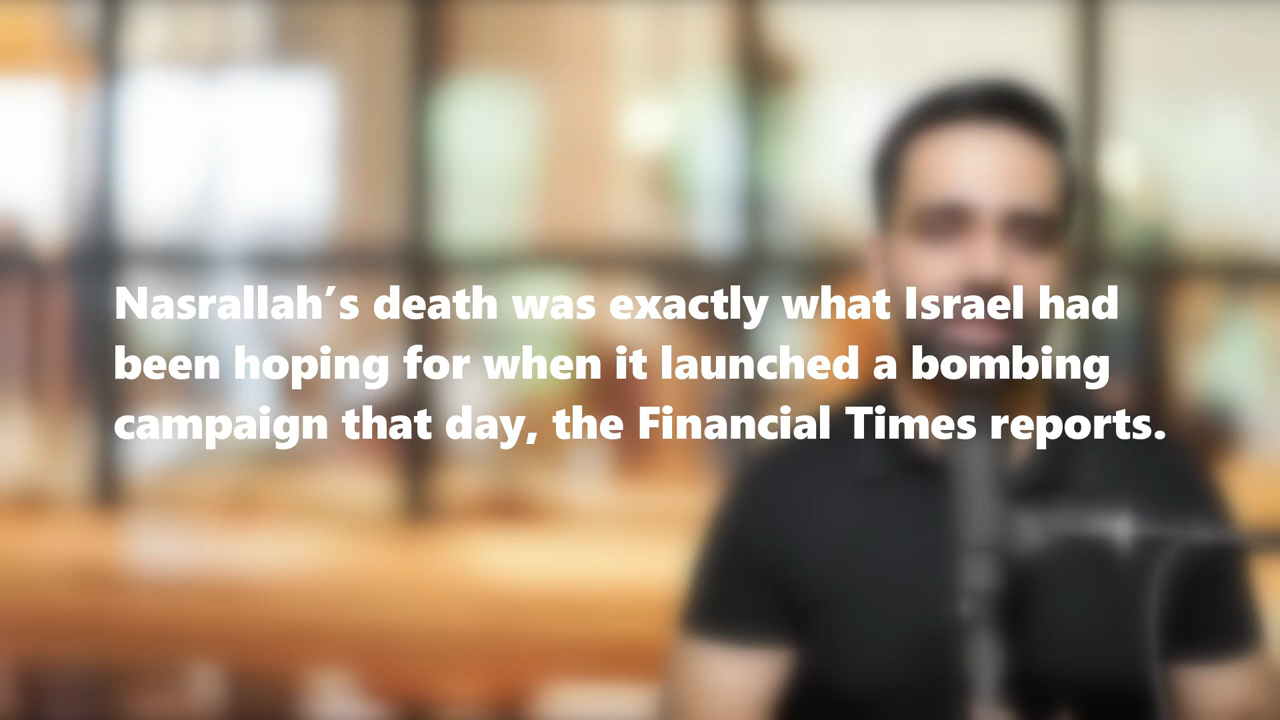 Nasrallah′s death was exactly what Israel had
been hoping for when it launched a bombing
campaign that day, the Financial Times reports.